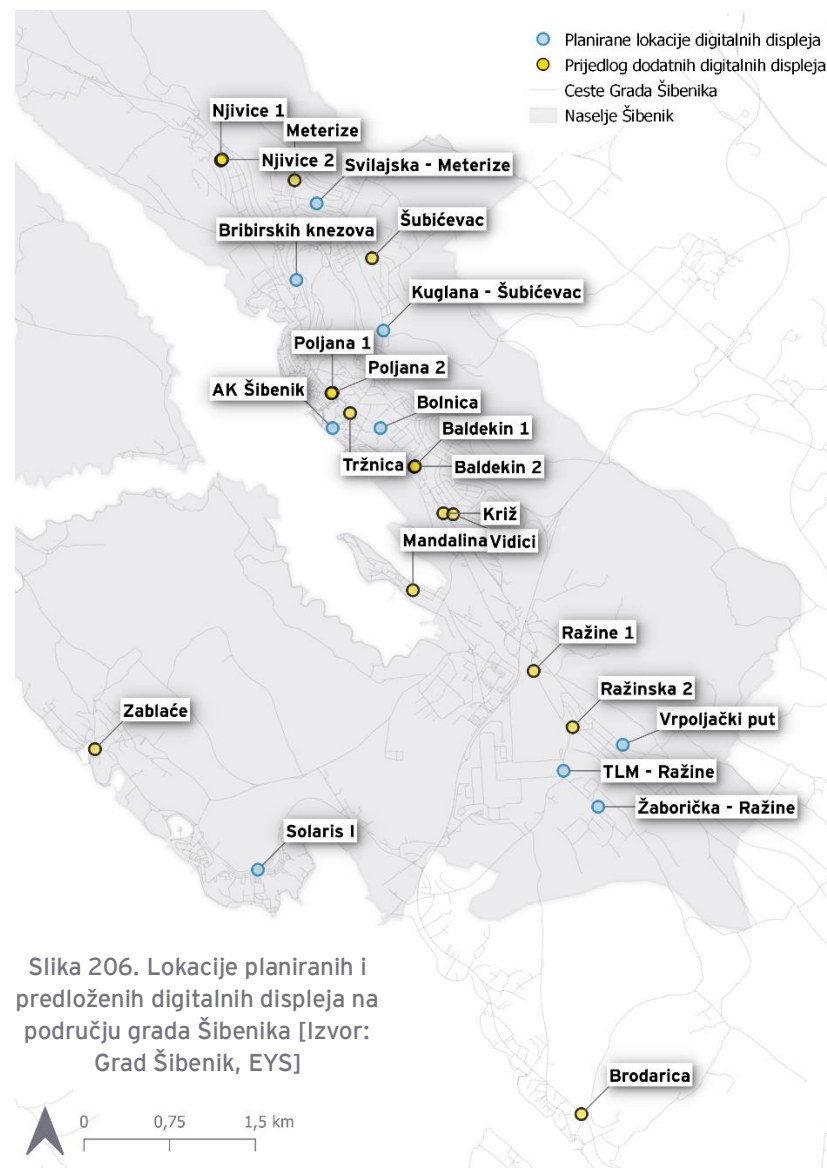 Planirane lokacije digitalnih displeja
Prijedlog dodatnih digitalnih displeja
Ceste Grada Šibenika
Naselje Šibenik
Njivice 1
Meterize
Njivice 2
Svilajska - Meterize
Bribirskih knezova
Šubićevac
Kuglana - Šubićevac
Poljana 1
Poljana 2
AK Šibenik
Bolnica
Baldekin 1
Tržnica
Baldekin 2
Križ
Mandalina
Vidici
Ražine 1
Ražinska 2
Zablaće
Vrpoljački put
TLM - Ražine
Žaborička - Ražine
Solaris I
Slika 206. Lokacije planiranih i
predloženih digitalnih displeja na
području grada Šibenika [Izvor:
Grad Šibenik, EYS]
Brodarica
0 0,75 1,5 km